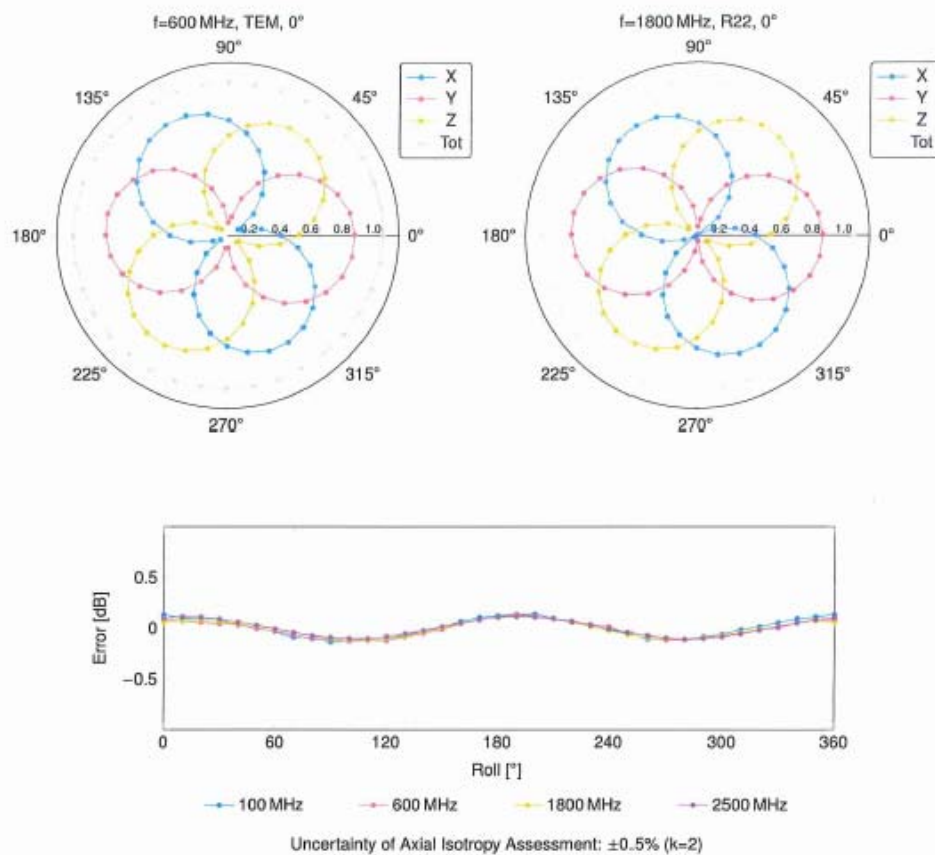 f=600 MHz, TEM, 0°
90°
135°
45°
180°
0.2 0.4 0.6 0.8 1.0
0°
225°
315°
270°
X
Y
Z
Tot
f=1800 MHz, R22, 0°
90°
135°
45°
180°
0.2 0.4 0.6 0.8 1.0
0°
225°
315°
270°
X
Y
Z
Tot
Error [dB]
0.5
0
−0.5
0 60 120 180 240 300 360
Roll [°]
100 MHz 600 MHz 1800 MHz 2500 MHz
Uncertainty of Axial Isotropy Assessment: ±0.5% (k=2)